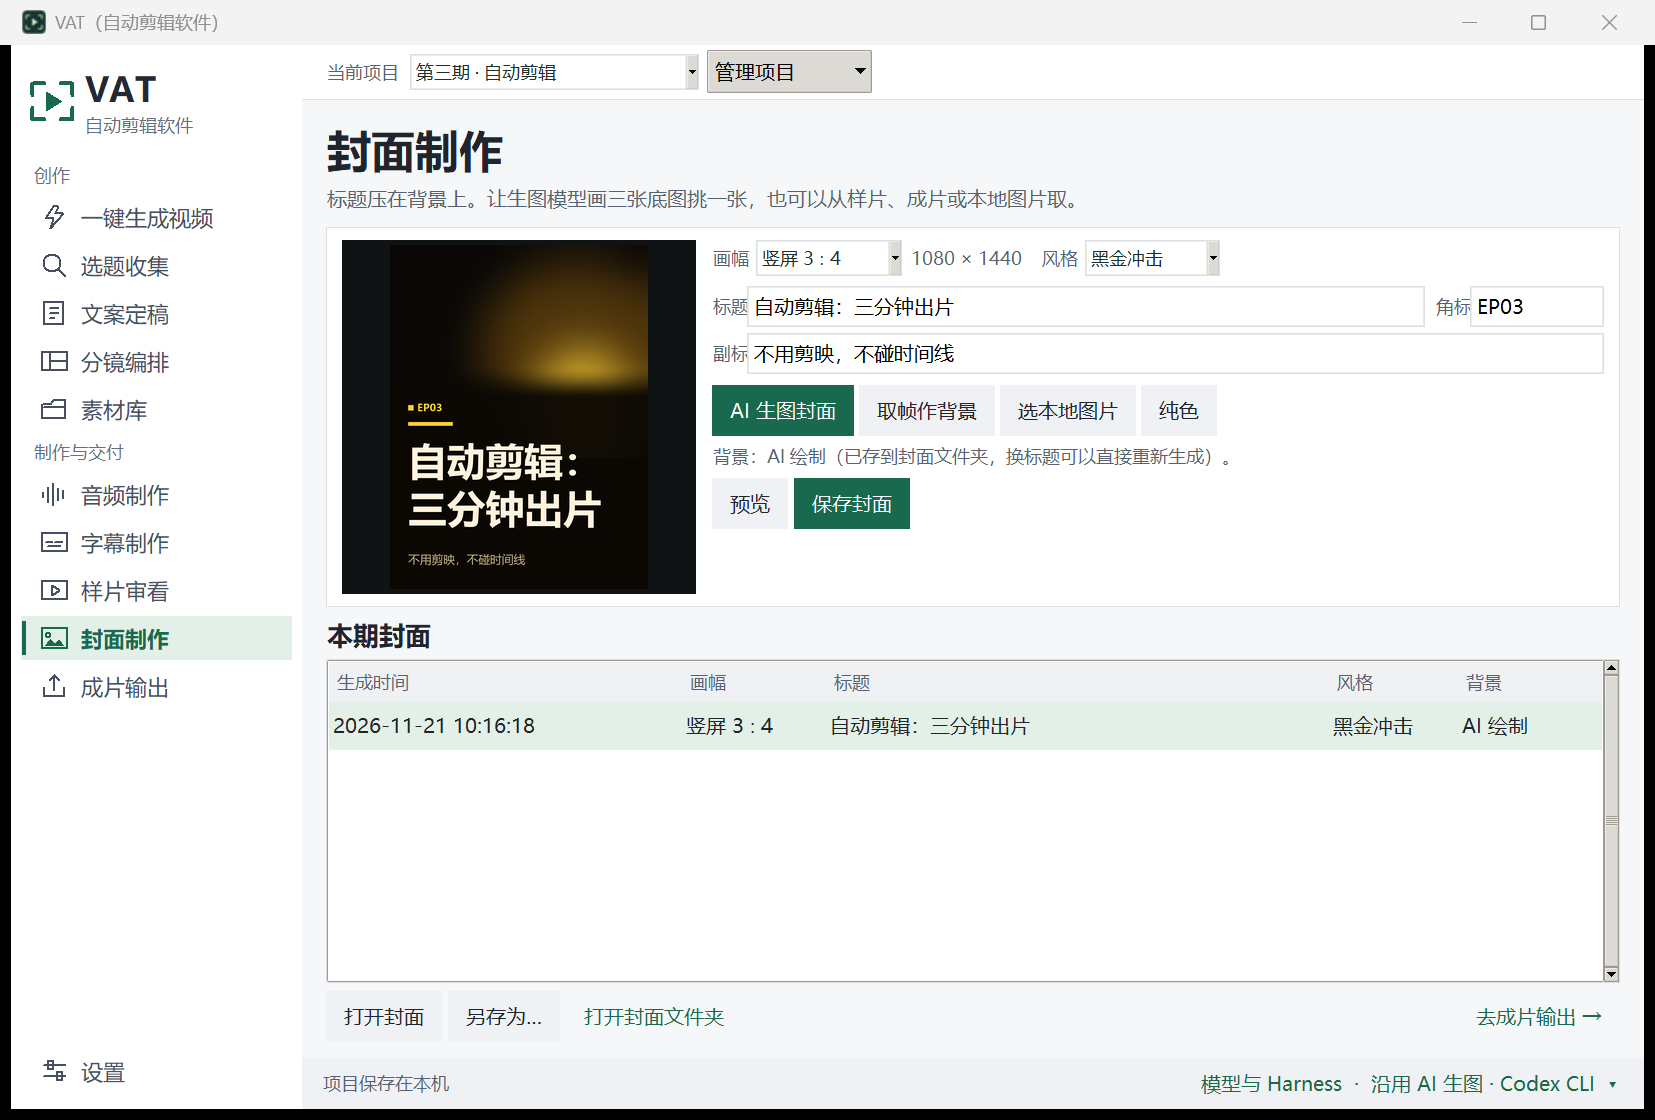 VAT（自动剪辑软件）
VAT
自动剪辑软件
创作
一键生成视频
选题收集
文案定稿
分镜编排
素材库
制作与交付
音频制作
字幕制作
样片审看
封面制作
成片输出
设置
当前项目 第三期 · 自动剪辑 管理项目
封面制作
标题压在背景上。让生图模型画三张底图挑一张，也可以从样片、成片或本地图片取。
EP03
自动剪辑：
三分钟出片
不用剪映，不碰时间线
画幅 竖屏 3 : 4 1080 × 1440 风格 黑金冲击
标题 自动剪辑：三分钟出片 角标 EP03
副标 不用剪映，不碰时间线
AI 生图封面 取帧作背景 选本地图片 纯色
背景：AI 绘制（已存到封面文件夹，换标题可以直接重新生成）。
预览 保存封面
本期封面
生成时间 画幅 标题 风格 背景
2026-11-21 10:16:18 竖屏 3 : 4 自动剪辑：三分钟出片 黑金冲击 AI 绘制
打开封面 另存为... 打开封面文件夹 去成片输出 →
项目保存在本机 模型与 Harness · 沿用 AI 生图 · Codex CLI